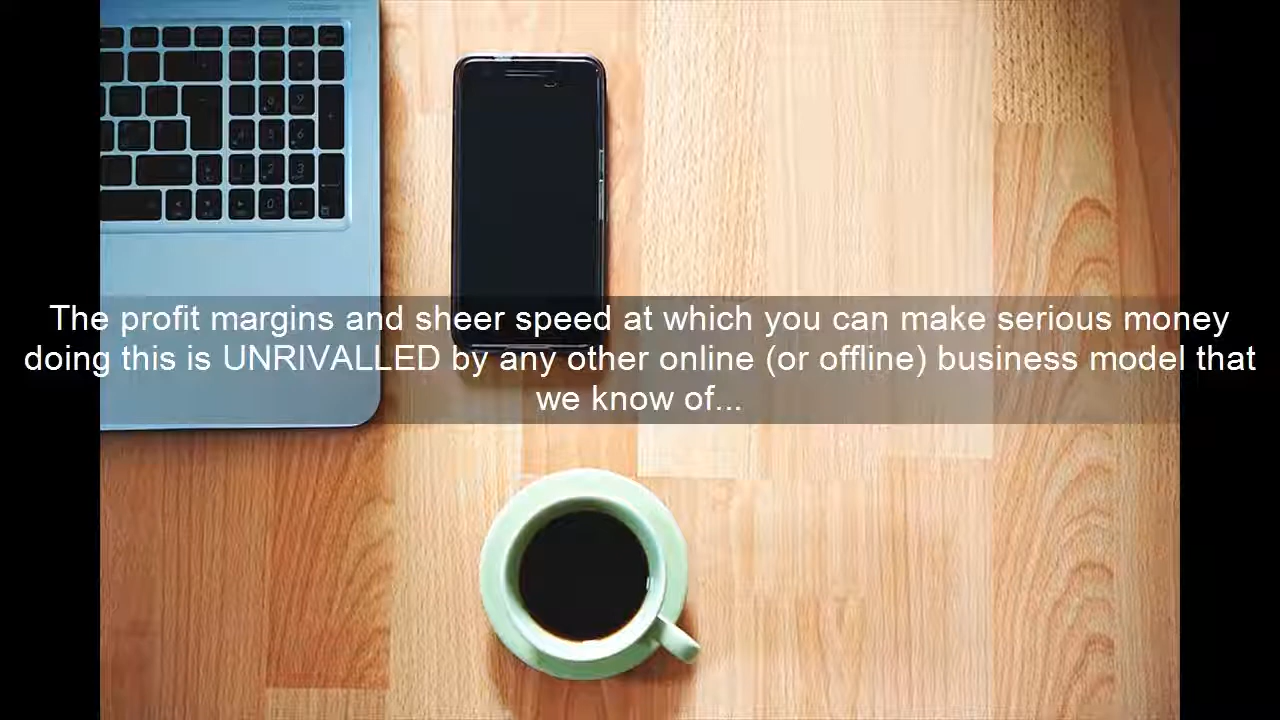 The profit margins and sheer speed at which you can make serious money
doing this is UNRIVALLED by any other online (or offline) business model that
we know of...